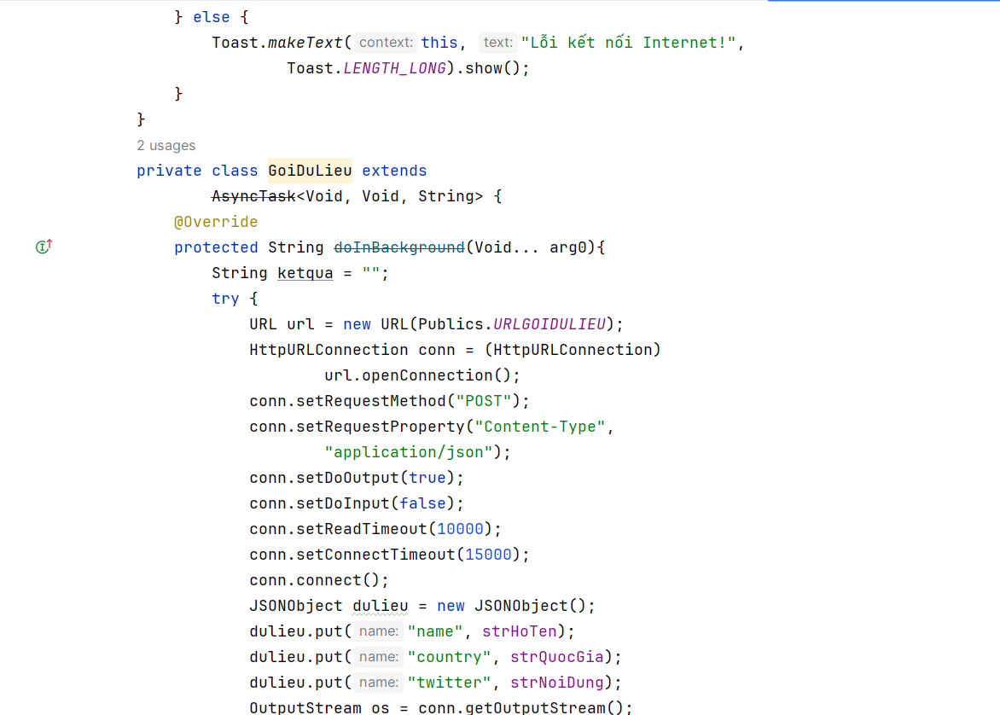 } else {
Toast.makeText( context: this, text: "Lỗi kết nối Internet!",
Toast.LENGTH_LONG).show();
}
}
2 usages
private class GoiDuLieu extends
AsyncTask<Void, Void, String> {
@Override
protected String doInBackground(Void... arg0){
String ketqua = "";
try {
URL url = new URL(Publics.URLGOIDULIEU);
HttpURLConnection conn = (HttpURLConnection)
url.openConnection();
conn.setRequestMethod("POST");
conn.setRequestProperty("Content-Type",
"application/json");
conn.setDoOutput(true);
conn.setDoInput(false);
conn.setReadTimeout(10000);
conn.setConnectTimeout(15000);
conn.connect();
JSONObject dulieu = new JSONObject();
dulieu.put( name: "name", strHoTen);
dulieu.put( name: "country", strQuocGia);
dulieu.put( name: "twitter", strNoiDung);
OutputStream os = conn.getOutputStream();